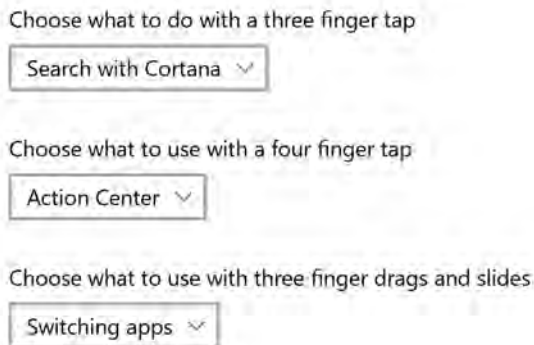 Choose what to do with a three finger tap
Search with Cortana
Choose what to use with a four finger tap
Action Center
Choose what to use with three finger drags and slides
Switching apps